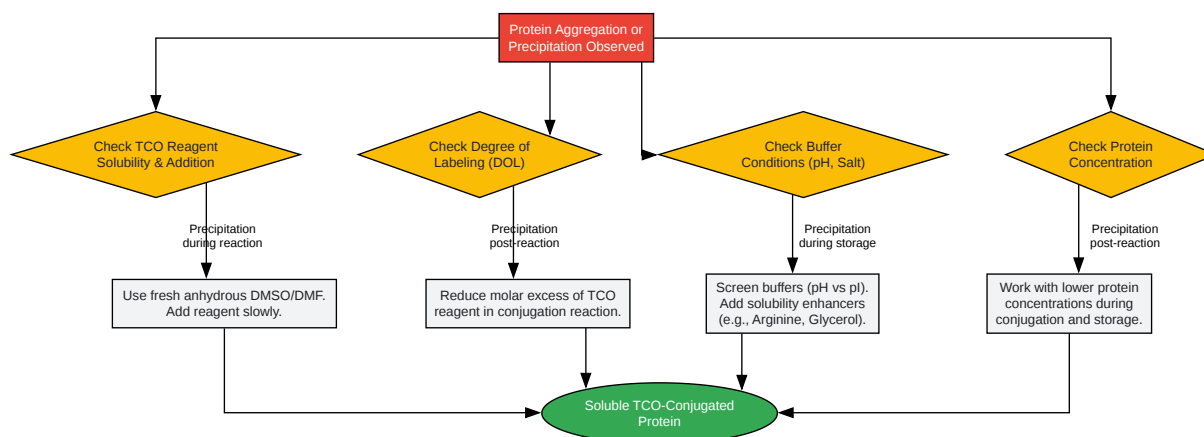 Protein Aggregation or
Precipitation Observed
Check TCO Reagent
Solubility & Addition
Check Degree of
Labeling (DOL)
Check Buffer
Conditions (pH, Salt)
Check Protein
Concentration
Precipitation
during reaction
Precipitation
post-reaction
Precipitation
during storage
Precipitation
post-reaction
Use fresh anhydrous DMSO/DMF.
Add reagent slowly.
Reduce molar excess of TCO
reagent in conjugation reaction.
Screen buffers (pH vs pI).
Add solubility enhancers
(e.g., Arginine, Glycerol).
Work with lower protein
concentrations during
conjugation and storage.
Soluble TCO-Conjugated
Protein